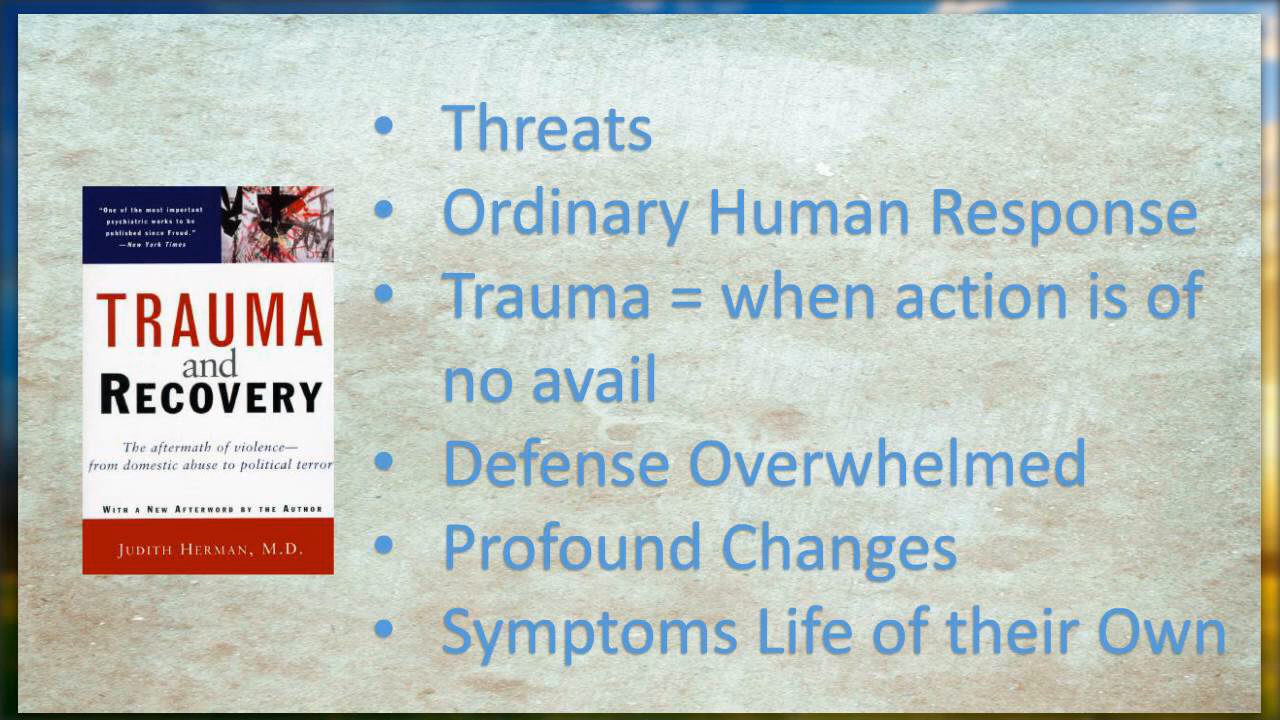 "One of the most important
psychiatric works to be
published since Freud."
—New York Times
TRAUMA
and
RECOVERY
The aftermath of violence—
from domestic abuse to political terror
WITH A NEW AFTERWORD BY THE AUTHOR
JUDITH HERMAN, M.D.
• Threats
• Ordinary Human Response
• Trauma = when action is of
no avail
• Defense Overwhelmed
• Profound Changes
• Symptoms Life of their Own